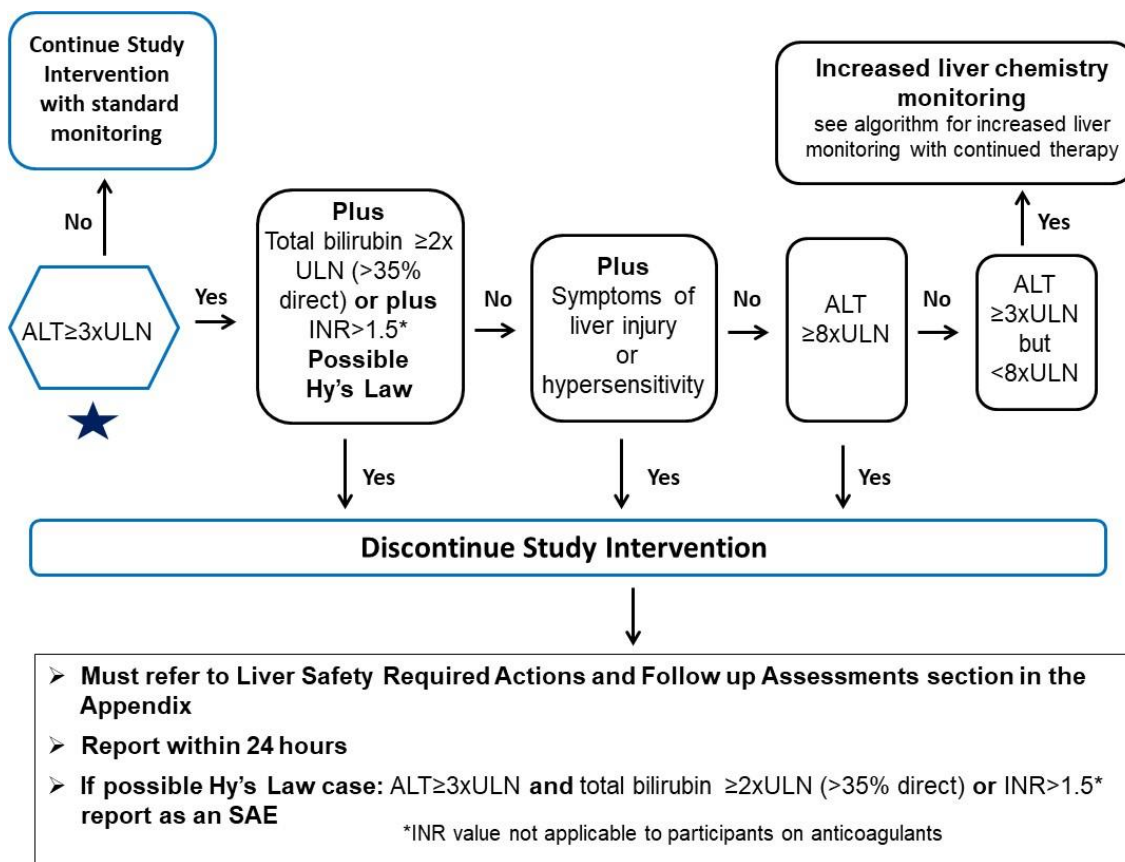 Continue Study
Intervention
with standard
monitoring
Increased liver chemistry
monitoring
see algorithm for increased liver
monitoring with continued therapy
No
Yes
ALT≥3xULN
Yes
Plus
Total bilirubin ≥2x
ULN (>35%
direct) or plus
INR>1.5*
Possible
Hy's Law
No
Plus
Symptoms of
liver injury
or
hypersensitivity
No
ALT
≥8xULN
No
ALT
≥3xULN
but
<8xULN
Yes
Yes
Yes
Discontinue Study Intervention
➢ Must refer to Liver Safety Required Actions and Follow up Assessments section in the
Appendix
➢ Report within 24 hours
➢ If possible Hy's Law case: ALT≥3xULN and total bilirubin ≥2xULN (>35% direct) or INR>1.5*
report as an SAE
*INR value not applicable to participants on anticoagulants